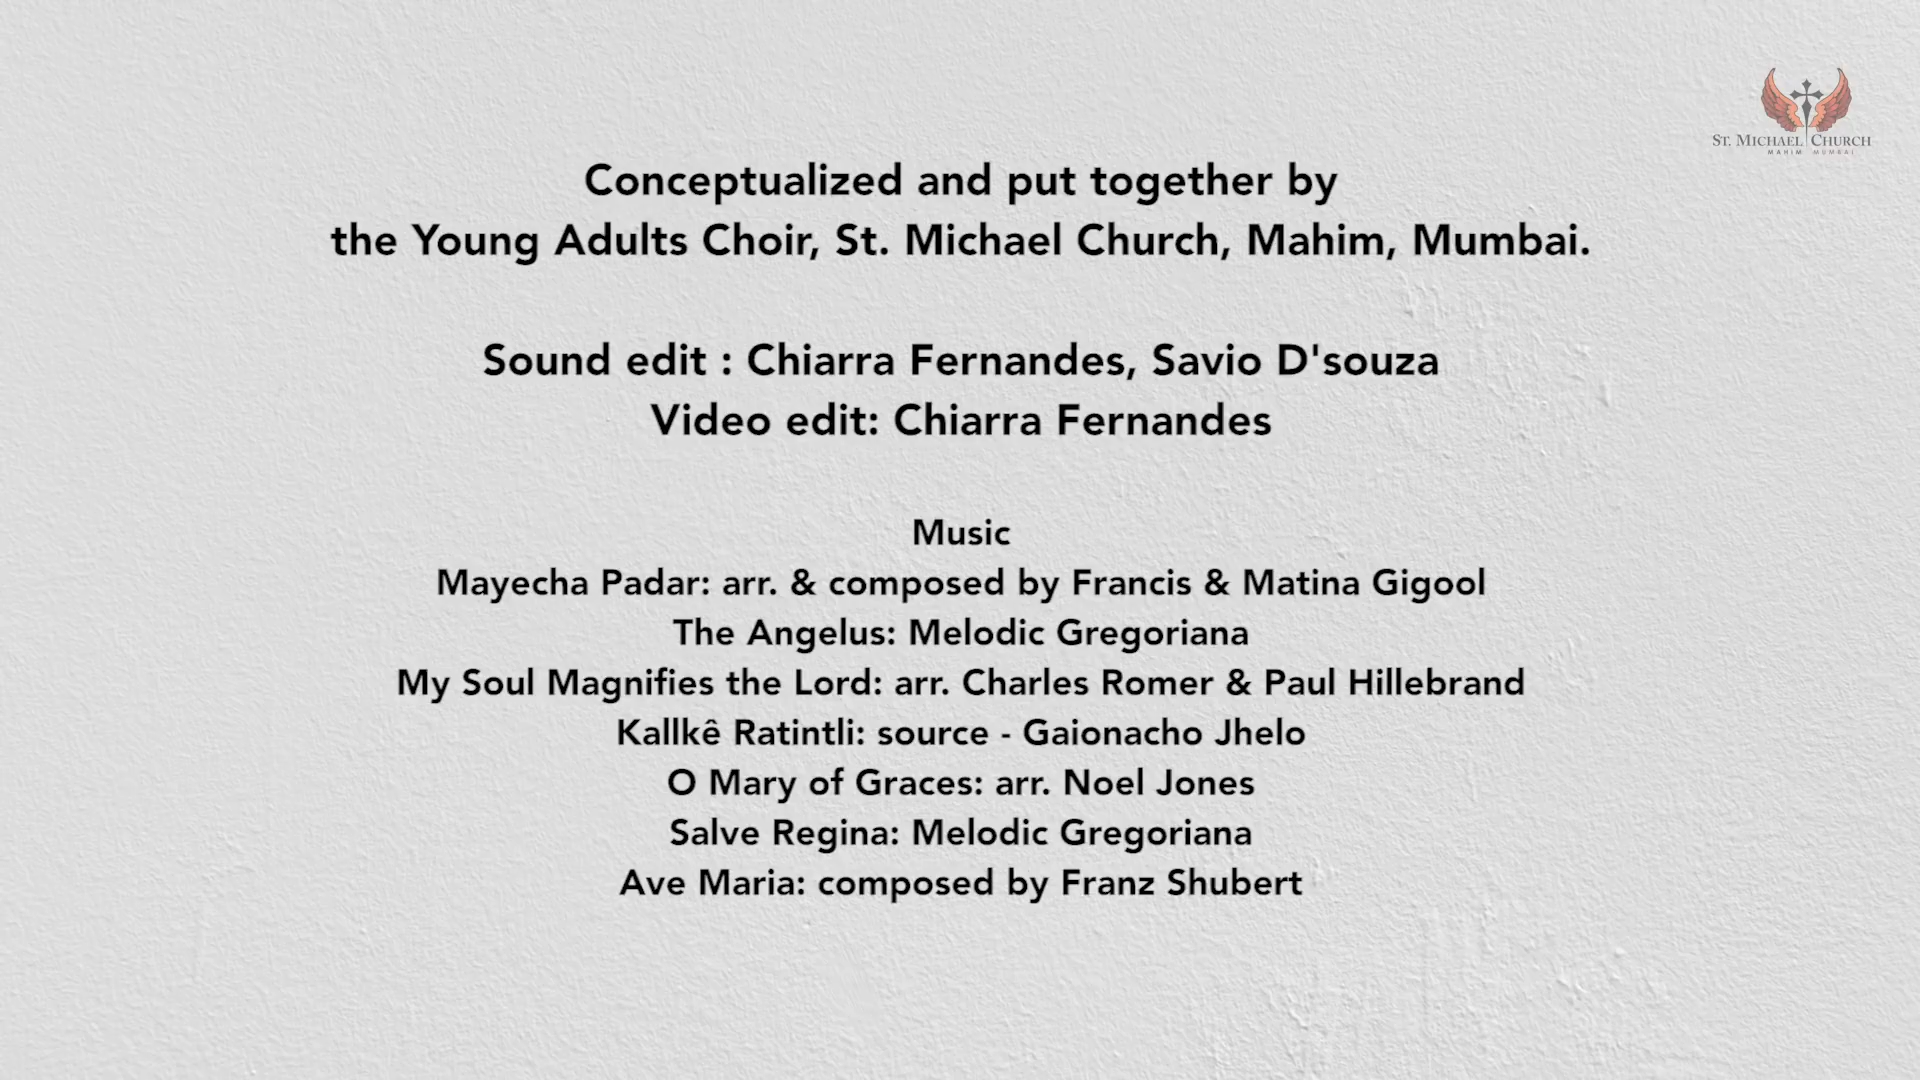 St. Michael Church
Mahim Mumbai
Conceptualized and put together by
the Young Adults Choir, St. Michael Church, Mahim, Mumbai.
Sound edit : Chiarra Fernandes, Savio D'souza
Video edit: Chiarra Fernandes
Music
Mayecha Padar: arr. & composed by Francis & Matina Gigool
The Angelus: Melodic Gregoriana
My Soul Magnifies the Lord: arr. Charles Romer & Paul Hillebrand
Kallkê Ratintli: source - Gaionacho Jhelo
O Mary of Graces: arr. Noel Jones
Salve Regina: Melodic Gregoriana
Ave Maria: composed by Franz Shubert